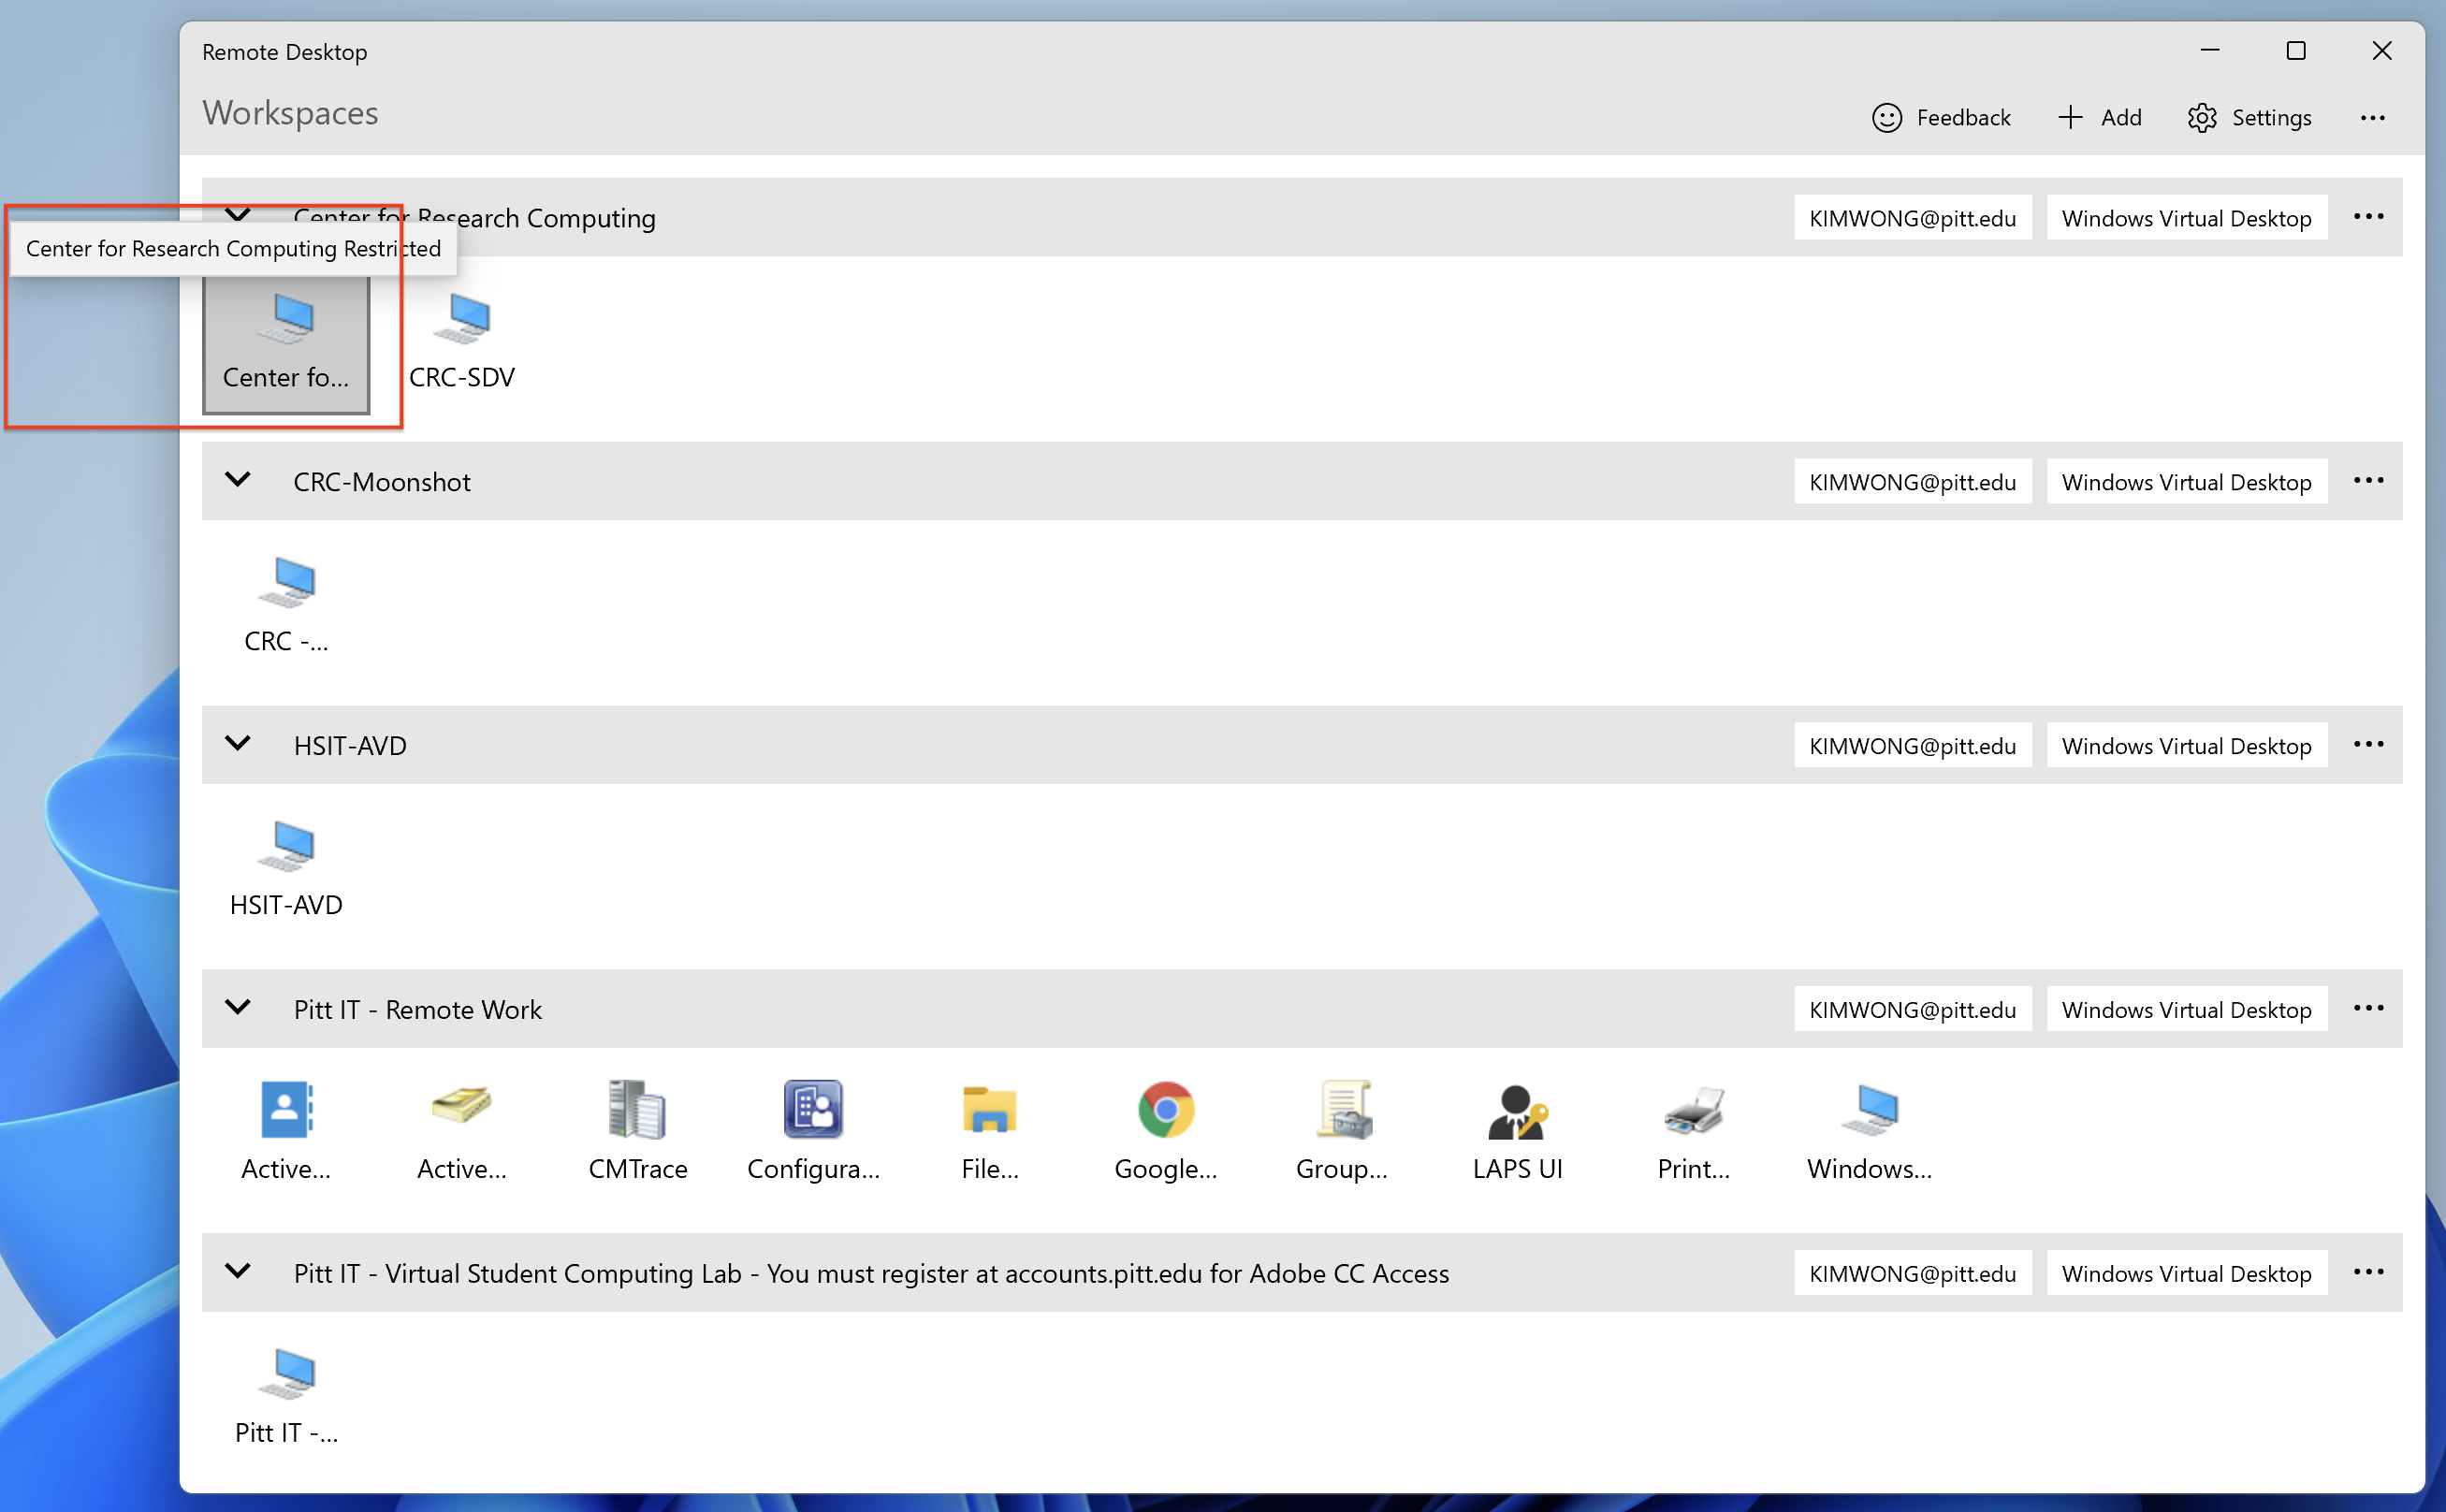 Remote Desktop
Workspaces
Feedback
Add
Settings
Center for Research Computing
KIMWONG@pitt.edu
Windows Virtual Desktop
Center for Research Computing Restricted
Center fo...
CRC-SDV
CRC-Moonshot
KIMWONG@pitt.edu
Windows Virtual Desktop
CRC -...
HSIT-AVD
KIMWONG@pitt.edu
Windows Virtual Desktop
HSIT-AVD
Pitt IT - Remote Work
KIMWONG@pitt.edu
Windows Virtual Desktop
Active...
Active...
CMTrace
Configura...
File...
Google...
Group...
LAPS UI
Print...
Windows...
Pitt IT - Virtual Student Computing Lab - You must register at accounts.pitt.edu for Adobe CC Access
KIMWONG@pitt.edu
Windows Virtual Desktop
Pitt IT -...